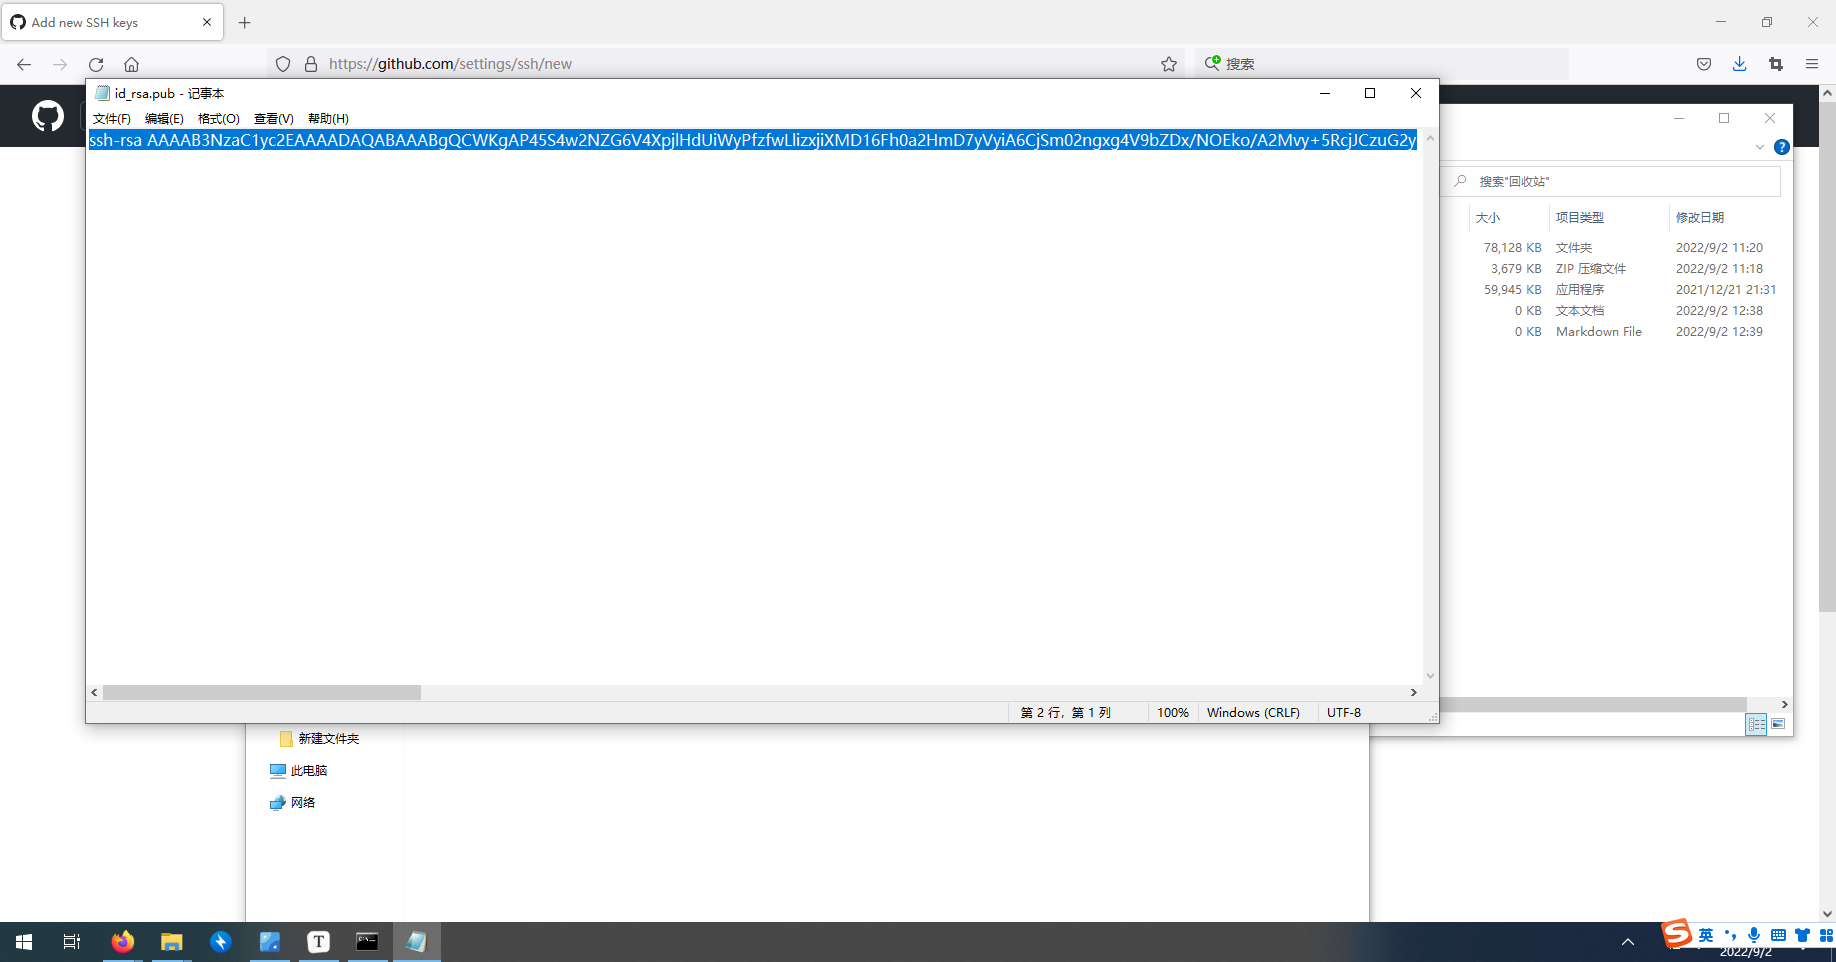 Add new SSH keys
https://github.com/settings/ssh/new
搜索
id_rsa.pub - 记事本
文件(F) 编辑(E) 格式(O) 查看(V) 帮助(H)
ssh-rsa AAAAB3NzaC1yc2EAAAADAQABAAABgQCWKgAP45S4w2NZG6V4XpjlHdUiWyPfzfwLlizxjiXMD16Fh0a2HmD7yVyiA6CjSm02ngxg4V9bZDx/NOEko/A2Mvy+5RcjJCzuG2y
搜索"回收站"
大小 项目类型 修改日期
78,128 KB 文件夹 2022/9/2 11:20
3,679 KB ZIP 压缩文件 2022/9/2 11:18
59,945 KB 应用程序 2021/12/21 21:31
0 KB 文本文档 2022/9/2 12:38
0 KB Markdown File 2022/9/2 12:39
第 2 行，第 1 列 100% Windows (CRLF) UTF-8
新建文件夹
此电脑
网络
英
2022/9/2